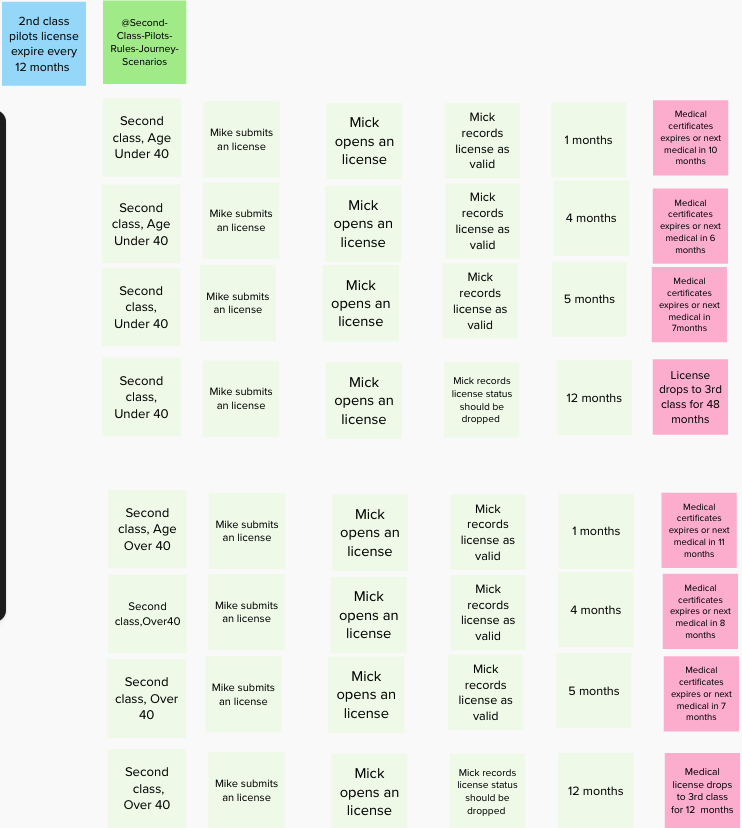 2nd class
pilots license
expire every
12 months
@Second-
Class-Pilots-
Rules-Journey-
Scenarios
Second
class, Age
Under 40
Mike submits
an license
Mick
opens an
license
Mick
records
license as
valid
1 months
Medical
certificates
expires or next
medical in 10
months
Second
class, Age
Under 40
Mike submits
an license
Mick
opens an
license
Mick
records
license as
valid
4 months
Medical
certificates
expires or next
medical in 6
months
Second
class,
Under 40
Mike submits
an license
Mick
opens an
license
Mick
records
license as
valid
5 months
Medical
certificates
expires or next
medical in
7months
Second
class,
Under 40
Mike submits
an license
Mick
opens an
license
Mick records
license status
should be
dropped
12 months
License
drops to 3rd
class for 48
months
Second
class, Age
Over 40
Mike submits
an license
Mick
opens an
license
Mick
records
license as
valid
1 months
Medical
certificates
expires or next
medical in 11
months
Second
class,Over40
Mike submits
an license
Mick
opens an
license
Mick
records
license as
valid
4 months
Medical
certificates
expires or next
medical in 8
months
Second
class, Over
40
Mike submits
an license
Mick
opens an
license
Mick
records
license as
valid
5 months
Medical
certificates
expires or next
medical in 7
months
Second
class,
Over 40
Mike submits
an license
Mick
opens an
license
Mick records
license status
should be
dropped
12 months
Medical
license drops
to 3rd class
for 12 months